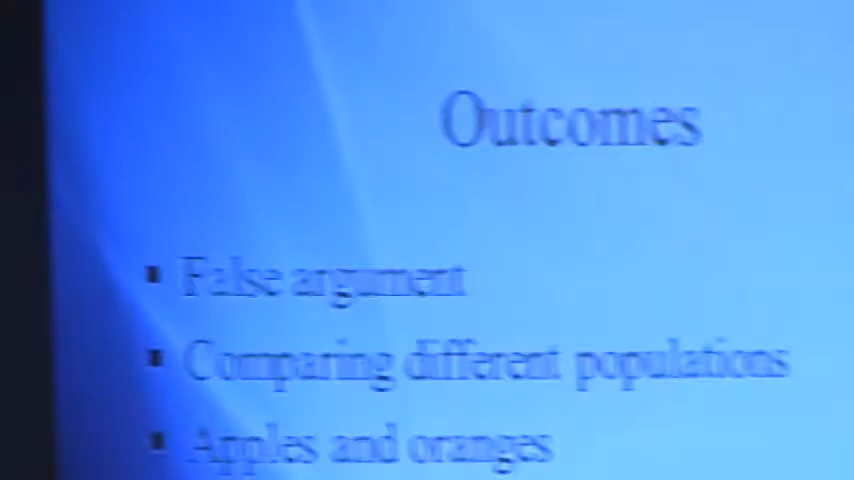 Outcomes
▪ False argument
▪ Comparing different populations
▪ Apples and oranges